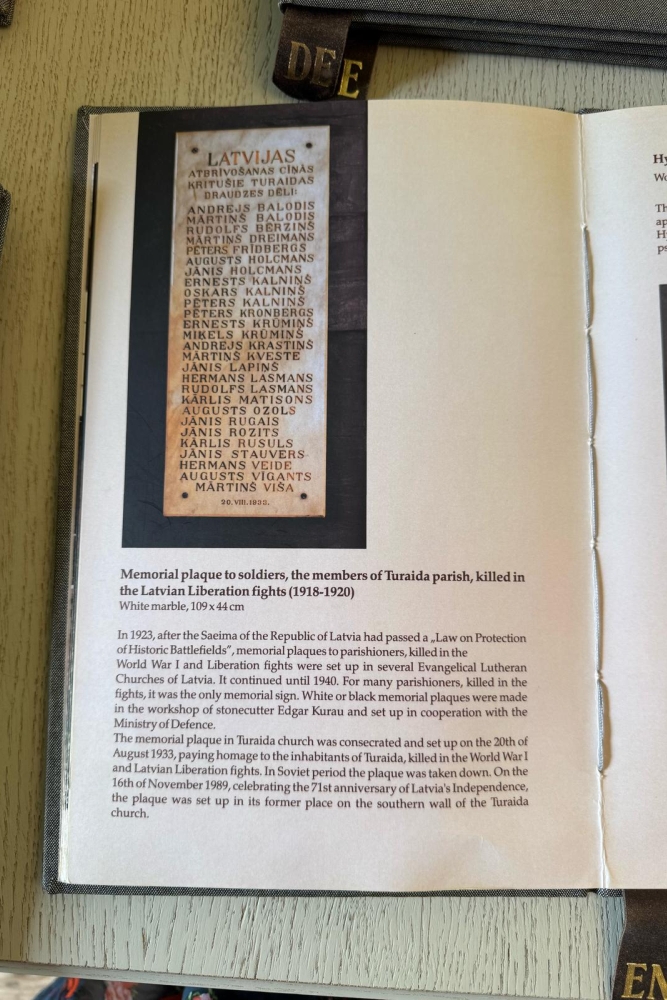 DE
E
LATVIJAS
ATBRĪVOŠANAS CĪŅĀS
KRITUŠIE TURAIDAS
DRAUDZES DĒLI:
ANDREJS BALODIS
MĀRTIŅŠ BALODIS
RUDOLFS BĒRZIŅŠ
MĀRTIŅŠ DREIMANS
PĒTERS FRĪDBERGS
AUGUSTS HOLCMANS
JĀNIS HOLCMANS
ERNESTS KALNIŅŠ
OSKARS KALNIŅŠ
PĒTERS KALNIŅŠ
PĒTERS KRONBERGS
ERNESTS KRŪMIŅŠ
MIĶELS KRŪMIŅŠ
ANDREJS KRASTIŅŠ
MĀRTIŅŠ KVESTE
JĀNIS LAPIŅŠ
HERMANS LASMANS
RUDOLFS LASMANS
KĀRLIS MATISONS
AUGUSTS OZOLS
JĀNIS RUGAIS
JĀNIS ROZITS
KĀRLIS RUSULS
JĀNIS STAUVERS
HERMANS VEIDE
AUGUSTS VĪGANTS
MĀRTIŅŠ VIŠA
20.VIII.1933.
Memorial plaque to soldiers, the members of Turaida parish, killed in
the Latvian Liberation fights (1918-1920)
White marble, 109 x 44 cm
In 1923, after the Saeima of the Republic of Latvia had passed a „Law on Protection
of Historic Battlefields”, memorial plaques to parishioners, killed in the
World War I and Liberation fights were set up in several Evangelical Lutheran
Churches of Latvia. It continued until 1940. For many parishioners, killed in the
fights, it was the only memorial sign. White or black memorial plaques were made
in the workshop of stonecutter Edgar Kurau and set up in cooperation with the
Ministry of Defence.
The memorial plaque in Turaida church was consecrated and set up on the 20th of
August 1933, paying homage to the inhabitants of Turaida, killed in the World War I
and Latvian Liberation fights. In Soviet period the plaque was taken down. On the
16th of November 1989, celebrating the 71st anniversary of Latvia's Independence,
the plaque was set up in its former place on the southern wall of the Turaida
church.
EN